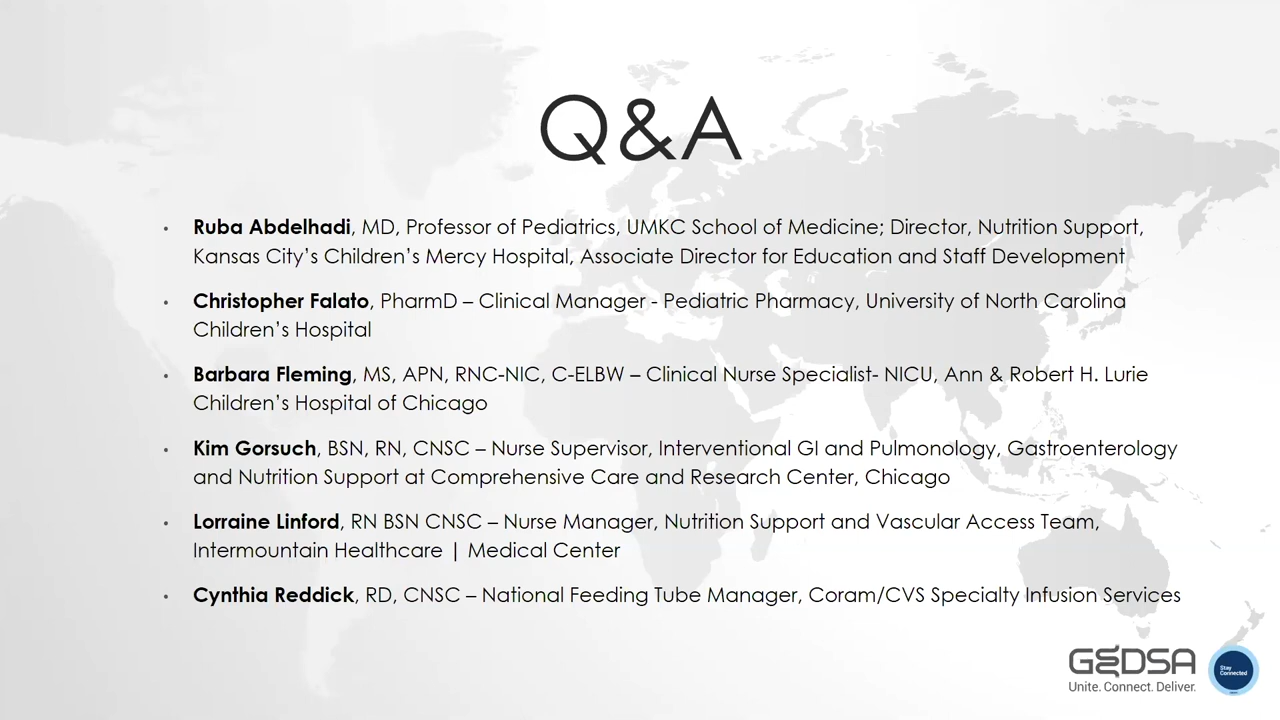 Q&A
• Ruba Abdelhadi, MD, Professor of Pediatrics, UMKC School of Medicine; Director, Nutrition Support,
Kansas City’s Children’s Mercy Hospital, Associate Director for Education and Staff Development
• Christopher Falato, PharmD – Clinical Manager - Pediatric Pharmacy, University of North Carolina
Children’s Hospital
• Barbara Fleming, MS, APN, RNC-NIC, C-ELBW – Clinical Nurse Specialist- NICU, Ann & Robert H. Lurie
Children’s Hospital of Chicago
• Kim Gorsuch, BSN, RN, CNSC – Nurse Supervisor, Interventional GI and Pulmonology, Gastroenterology
and Nutrition Support at Comprehensive Care and Research Center, Chicago
• Lorraine Linford, RN BSN CNSC – Nurse Manager, Nutrition Support and Vascular Access Team,
Intermountain Healthcare | Medical Center
• Cynthia Reddick, RD, CNSC – National Feeding Tube Manager, Coram/CVS Specialty Infusion Services
GEDSA
Unite. Connect. Deliver.
Stay
Connected